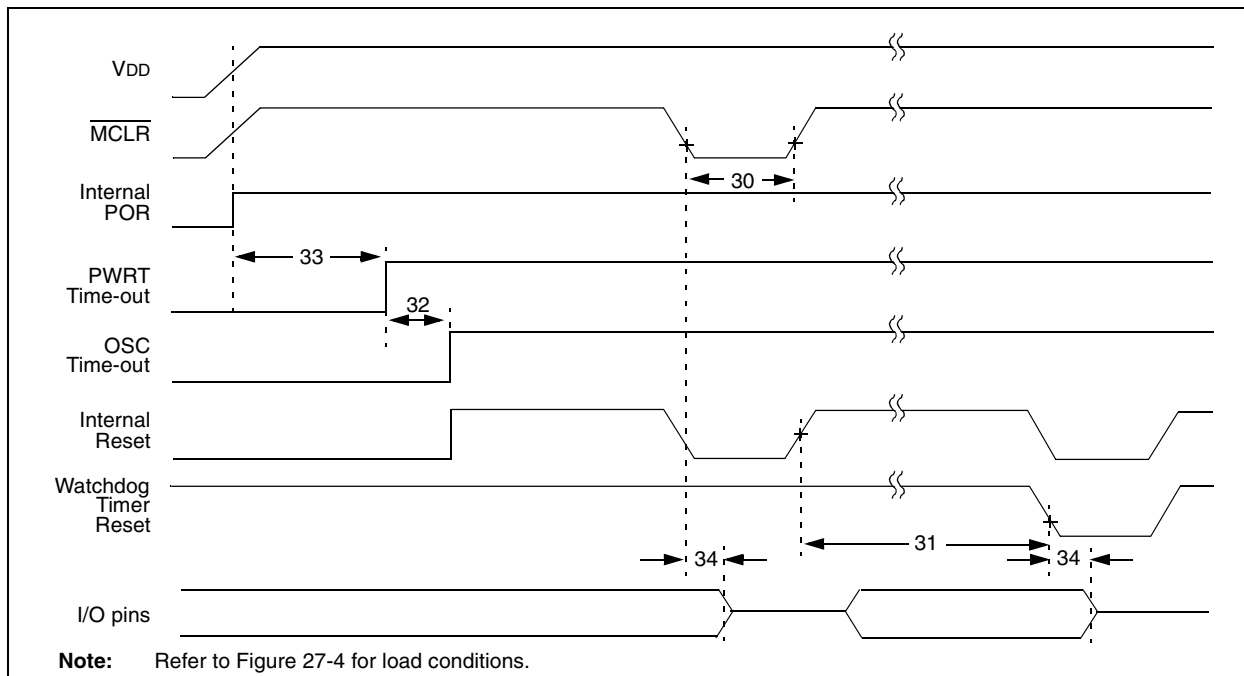 VDD
MCLR
30
Internal
POR
33
PWRT
Time-out
32
OSC
Time-out
Internal
Reset
Watchdog
Timer
Reset
31
34
34
I/O pins
Note: Refer to Figure 27-4 for load conditions.